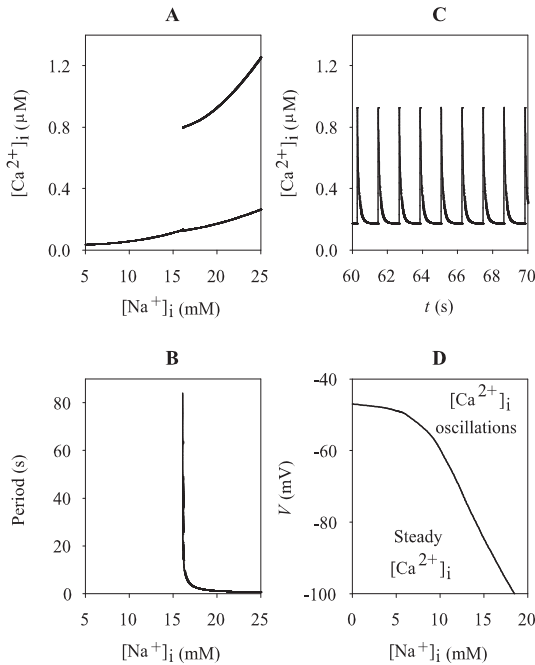 A
[Ca²⁺]ᵢ (μM)
1.2
0.8
0.4
0.0
5 10 15 20 25
[Na⁺]ᵢ (mM)
C
[Ca²⁺]ᵢ (μM)
1.2
0.8
0.4
0.0
60 62 64 66 68 70
t (s)
B
Period (s)
80
60
40
20
0
5 10 15 20 25
[Na⁺]ᵢ (mM)
D
V (mV)
-40
-60
-80
-100
[Ca²⁺]ᵢ
oscillations
Steady
[Ca²⁺]ᵢ
0 5 10 15 20
[Na⁺]ᵢ (mM)